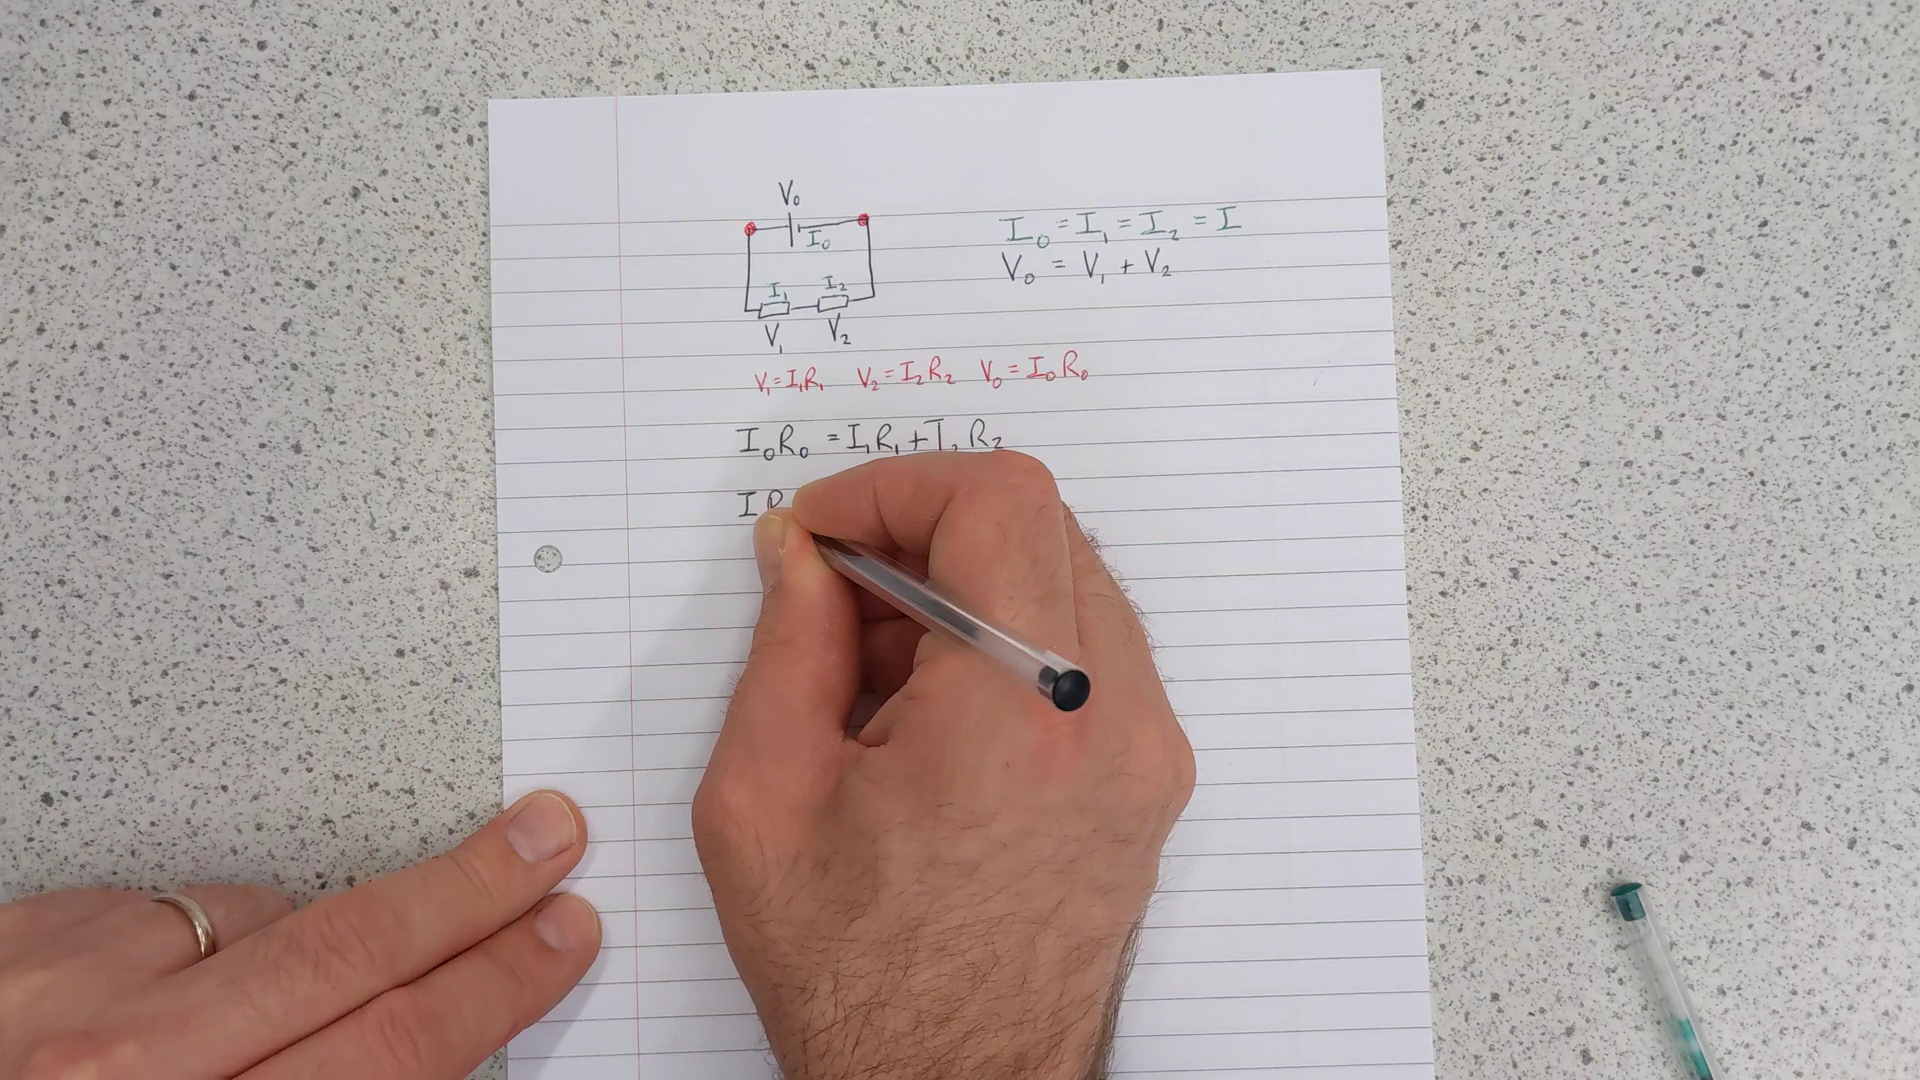 V₀
I₀
I₁ I₂
V₁ V₂
I₀ = I₁ = I₂ = I
V₀ = V₁ + V₂
V₁ = I₁R₁ V₂ = I₂R₂ V₀ = I₀R₀
I₀R₀ = I₁R₁ + I₂R₂
I R